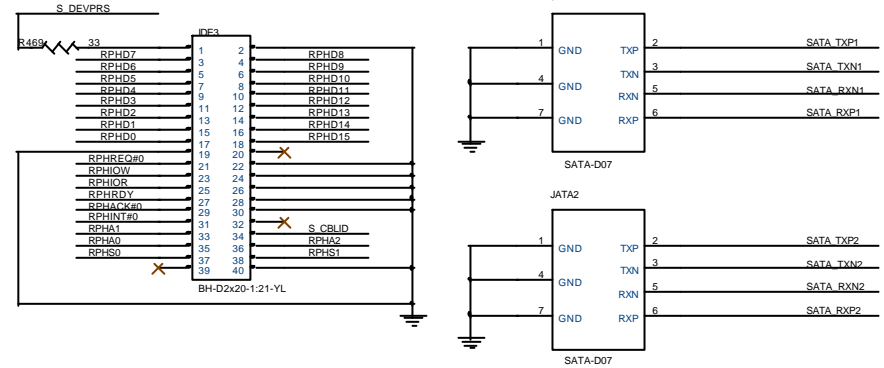 S_DEVPRS
IDE3
R469 33
1 2
RPHD7 3 4 RPHD8
RPHD6 5 6 RPHD9
RPHD5 7 8 RPHD10
RPHD4 9 10 RPHD11
RPHD3 11 12 RPHD12
RPHD2 13 14 RPHD13
RPHD1 15 16 RPHD14
RPHD0 17 18 RPHD15
19 20
RPHREQ#0 21 22
RPHIOW 23 24
RPHIOR 25 26
RPHRDY 27 28
RPHACK#0 29 30
RPHINT#0 31 32
RPHA1 33 34 S_CBLID
RPHA0 35 36 RPHA2
RPHS0 37 38 RPHS1
39 40
BH-D2x20-1:21-YL
1 GND TXP 2 SATA_TXP1
TXN 3 SATA_TXN1
4 GND RXN 5 SATA_RXN1
7 GND RXP 6 SATA_RXP1
SATA-D07
JATA2
1 GND TXP 2 SATA_TXP2
TXN 3 SATA_TXN2
4 GND RXN 5 SATA_RXN2
7 GND RXP 6 SATA_RXP2
SATA-D07